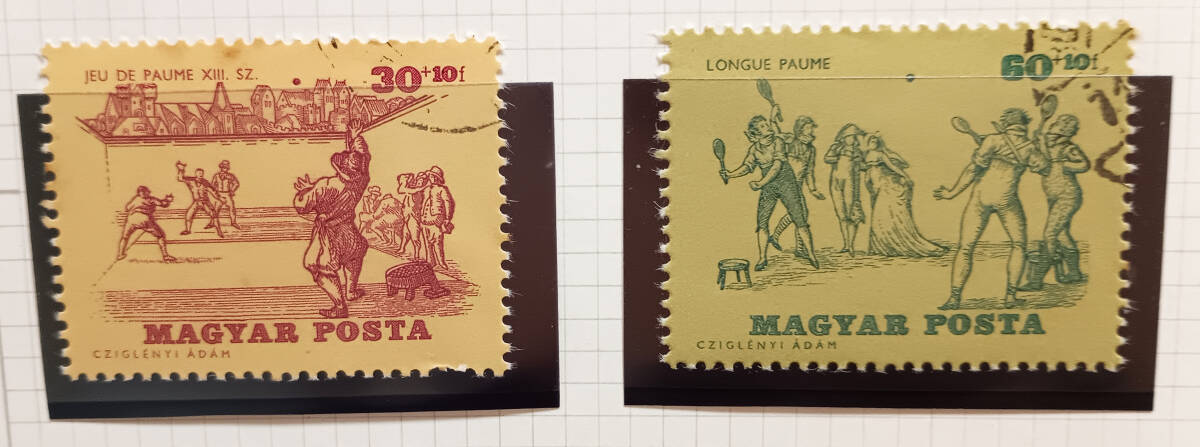 JEU DE PAUME XIII. SZ.
30+10f
MAGYAR POSTA
CZIGLÉNYI ÁDÁM
LONGUE PAUME
60+10f
MAGYAR POSTA
CZIGLÉNYI ÁDÁM